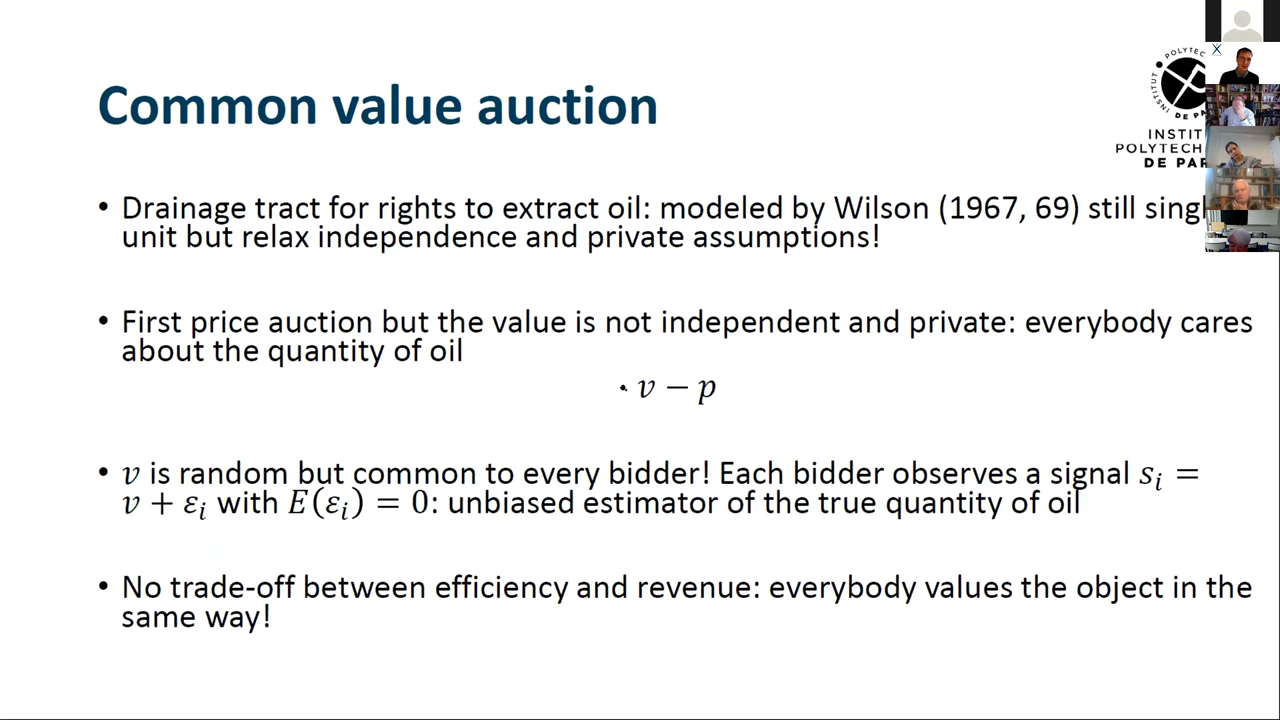 Common value auction
• Drainage tract for rights to extract oil: modeled by Wilson (1967, 69) still
unit but relax independence and private assumptions!
• First price auction but the value is not independent and private: everybody cares
about the quantity of oil
• v − p
• v is random but common to every bidder! Each bidder observes a signal sᵢ =
v + εᵢ with E(εᵢ) = 0: unbiased estimator of the true quantity of oil
• No trade-off between efficiency and revenue: everybody values the object in the
same way!
INSTIT
POLYTECH
DE PAR